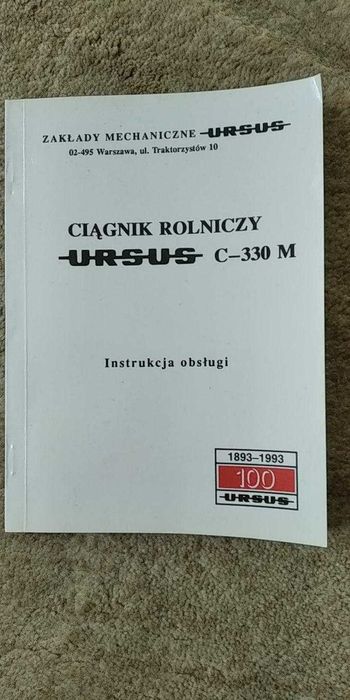 ZAKŁADY MECHANICZNE URSUS
02-495 Warszawa, ul. Traktorzystów 10
CIĄGNIK ROLNICZY
URSUS C-330 M
Instrukcja obsługi
1893-1993
100
URSUS